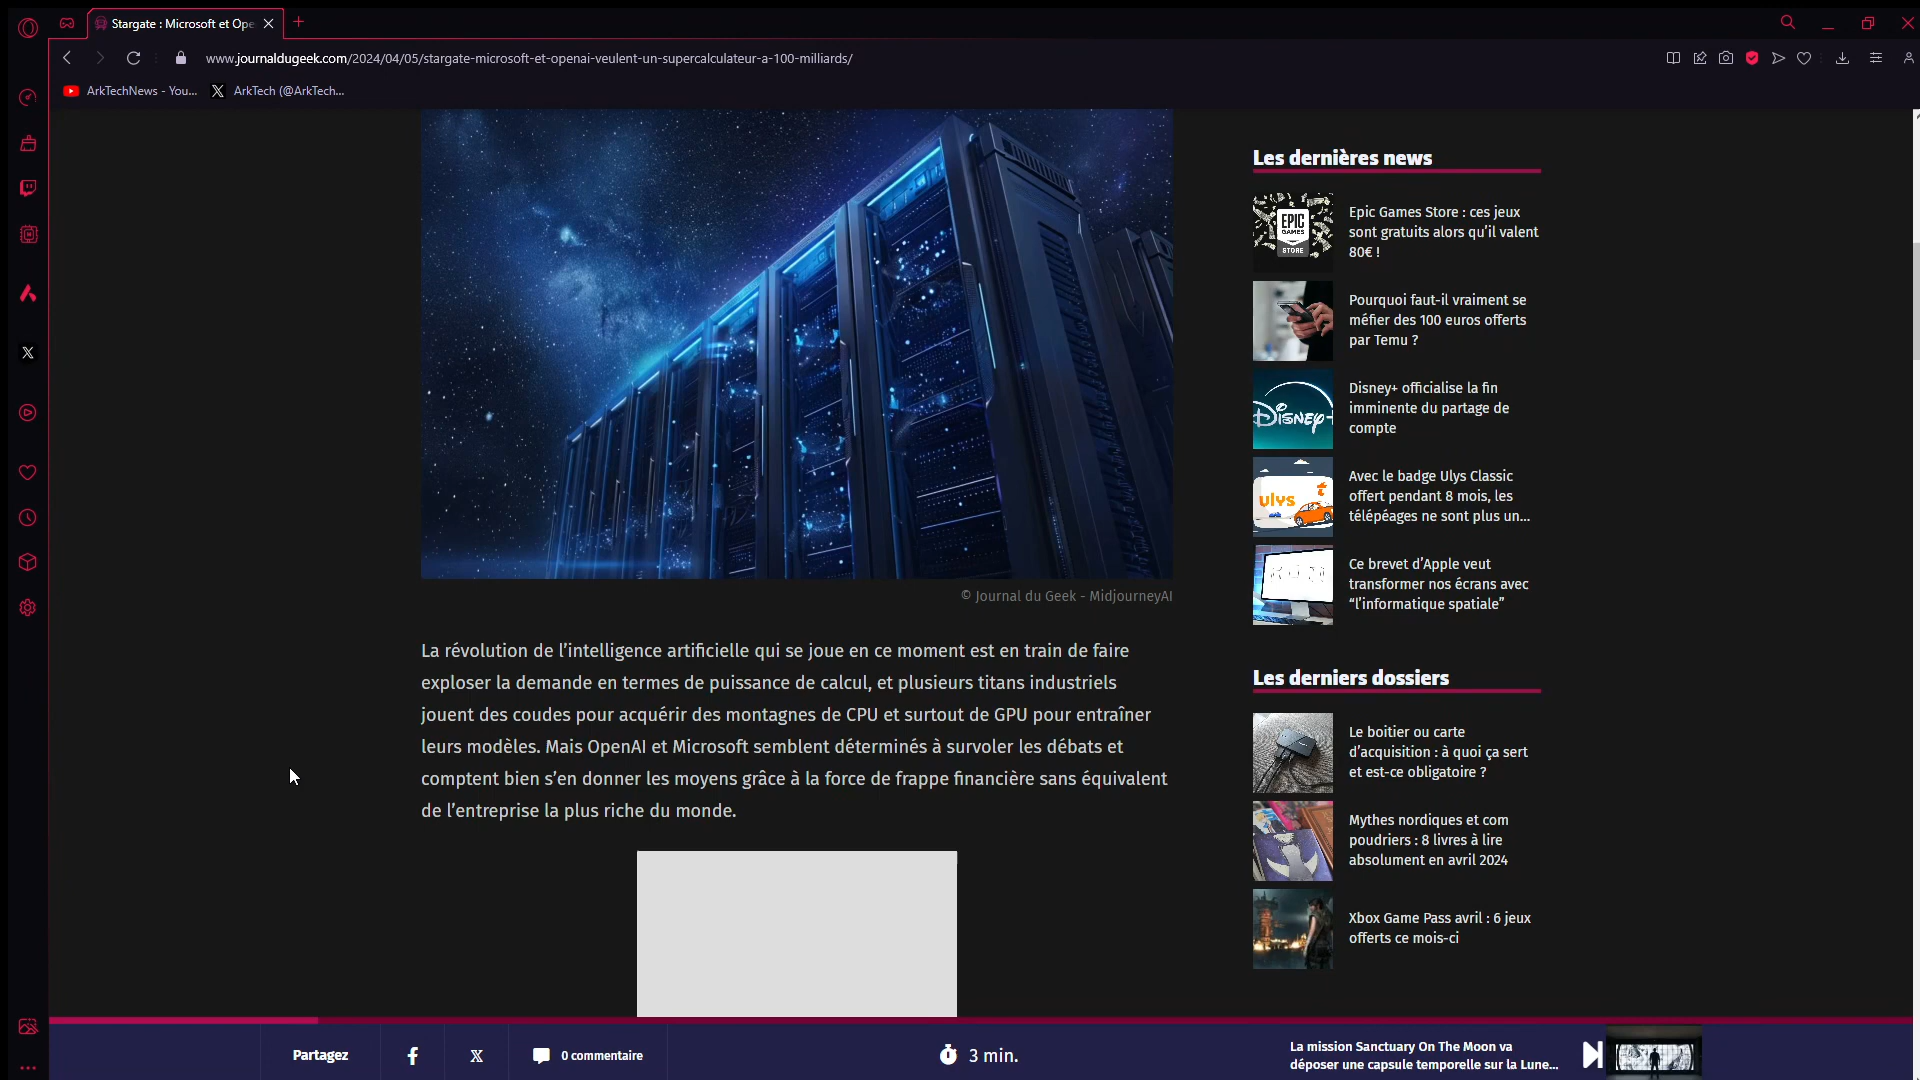 Stargate : Microsoft et Ope
www.journaldugeek.com/2024/04/05/stargate-microsoft-et-openai-veulent-un-supercalculateur-a-100-milliards/
ArkTechNews - You...
ArkTech (@ArkTech...
© Journal du Geek - MidjourneyAI
La révolution de l’intelligence artificielle qui se joue en ce moment est en train de faire
exploser la demande en termes de puissance de calcul, et plusieurs titans industriels
jouent des coudes pour acquérir des montagnes de CPU et surtout de GPU pour entraîner
leurs modèles. Mais OpenAI et Microsoft semblent déterminés à survoler les débats et
comptent bien s’en donner les moyens grâce à la force de frappe financière sans équivalent
de l’entreprise la plus riche du monde.
Les dernières news
EPIC
GAMES
STORE
Epic Games Store : ces jeux
sont gratuits alors qu’il valent
80€ !
Pourquoi faut-il vraiment se
méfier des 100 euros offerts
par Temu ?
Disney+
Disney+ officialise la fin
imminente du partage de
compte
ulys
Avec le badge Ulys Classic
offert pendant 8 mois, les
télépéages ne sont plus un...
Ce brevet d’Apple veut
transformer nos écrans avec
“l’informatique spatiale”
Les derniers dossiers
Le boitier ou carte
d’acquisition : à quoi ça sert
et est-ce obligatoire ?
Mythes nordiques et com
poudriers : 8 livres à lire
absolument en avril 2024
Xbox Game Pass avril : 6 jeux
offerts ce mois-ci
Partagez
0 commentaire
3 min.
La mission Sanctuary On The Moon va
déposer une capsule temporelle sur la Lune...